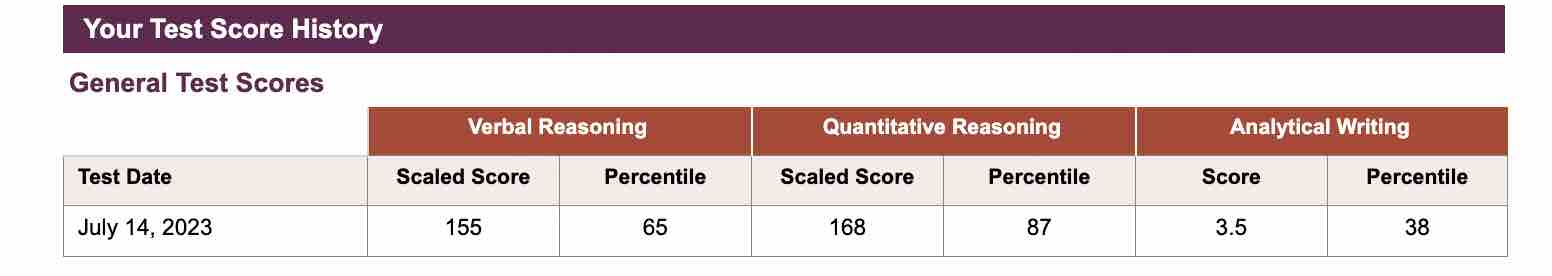 Your Test Score History
General Test Scores
Verbal Reasoning Quantitative Reasoning Analytical Writing
Test Date Scaled Score Percentile Scaled Score Percentile Score Percentile
July 14, 2023 155 65 168 87 3.5 38